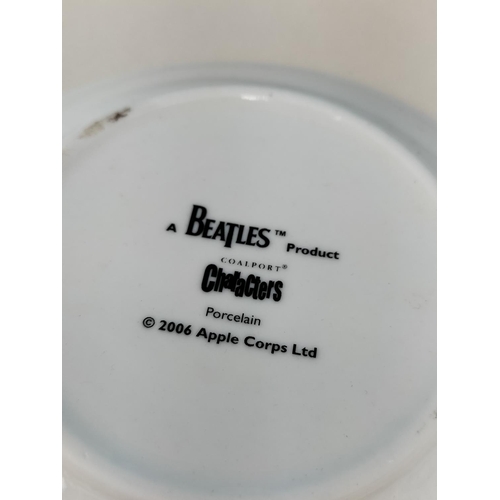 A BEATLES™ Product
COALPORT®
Characters
Porcelain
© 2006 Apple Corps Ltd